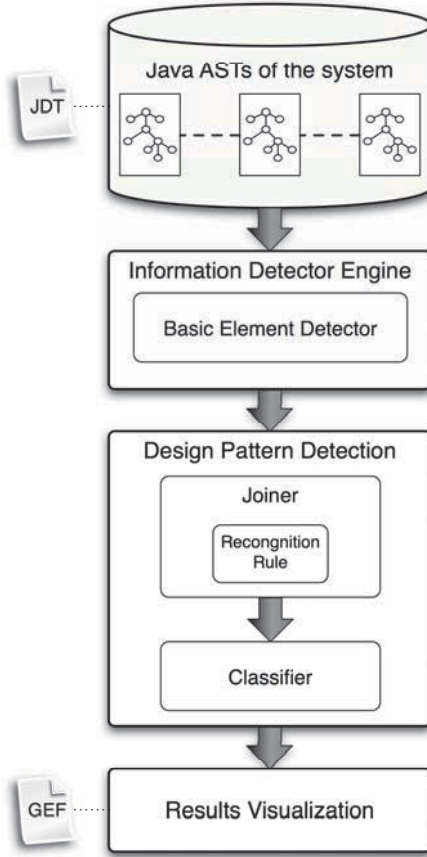 Java ASTs of the system
JDT
Information Detector Engine
Basic Element Detector
Design Pattern Detection
Joiner
Recongnition
Rule
Classifier
GEF
Results Visualization